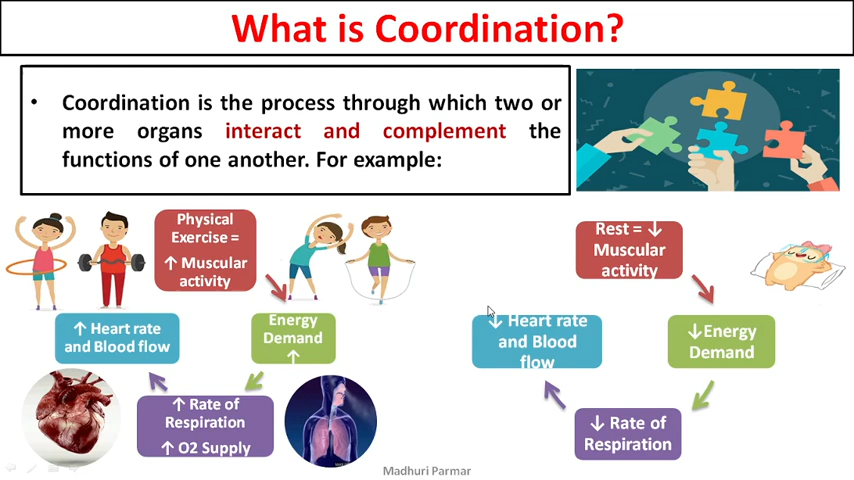 What is Coordination?
• Coordination is the process through which two or
more organs interact and complement the
functions of one another. For example:
Physical
Exercise =
↑ Muscular
activity
Energy
Demand
↑
↑ Rate of
Respiration
↑ O2 Supply
↑ Heart rate
and Blood flow
Rest = ↓
Muscular
activity
↓Energy
Demand
↓ Rate of
Respiration
↓ Heart rate
and Blood
flow
Madhuri Parmar